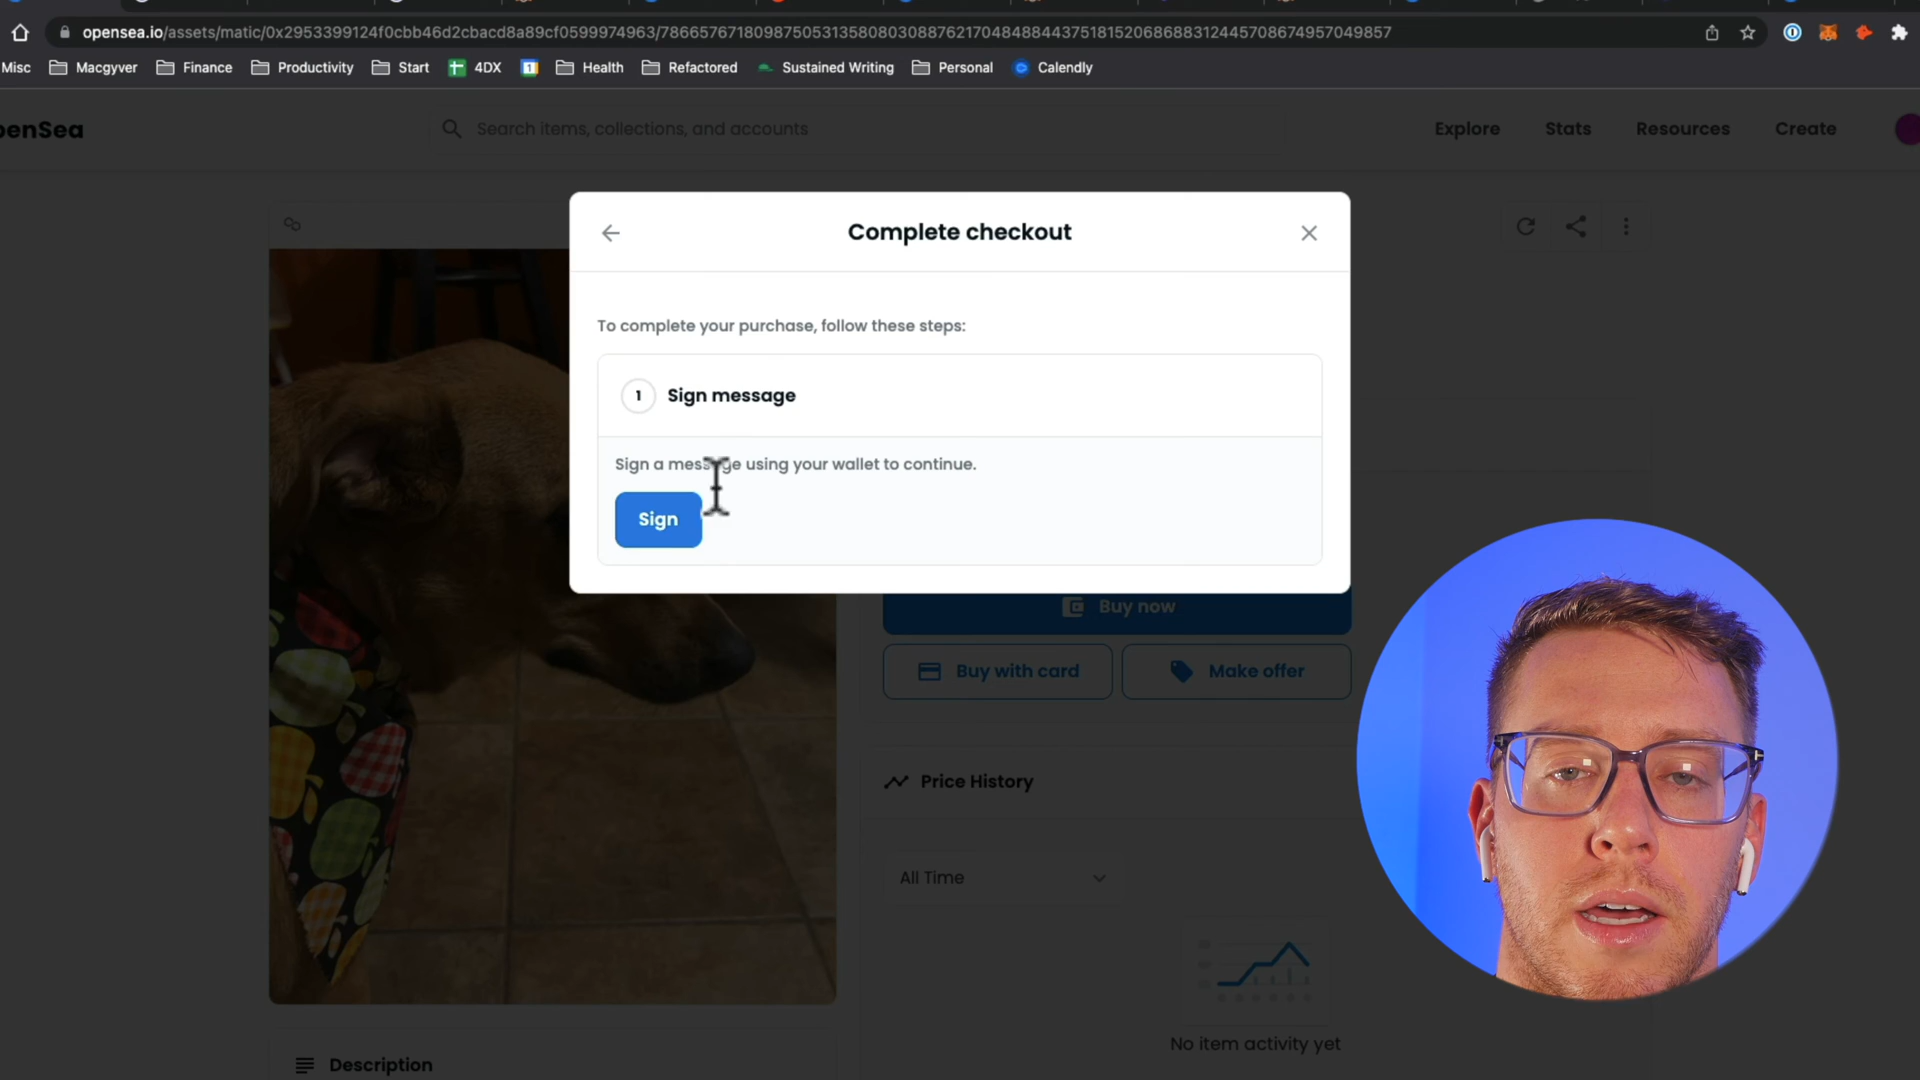 opensea.io/assets/matic/0x2953399124f0cbb46d2cbacd8a89cf0599974963/78665767180987505313580803088762170484884437518152068688312445708674957049857
Misc Macgyver Finance Productivity Start 4DX 1 Health Refactored Sustained Writing Personal Calendly
penSea Search items, collections, and accounts Explore Stats Resources Create
Complete checkout
To complete your purchase, follow these steps:
1 Sign message
Sign a message using your wallet to continue.
Sign
Buy now
Buy with card Make offer
Price History
All Time
No item activity yet
Description